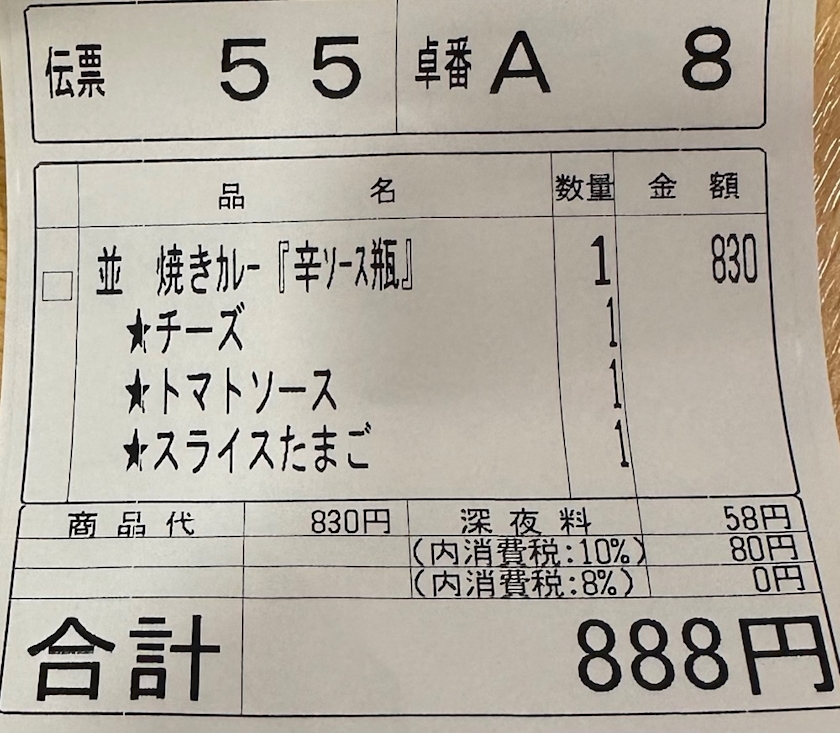 伝票 55 卓番 A 8
品名 数量 金額
□ 並 焼きカレー『辛ソース瓶』 1 830
★チーズ 1
★トマトソース 1
★スライスたまご 1
商品代 830円 深夜料 58円
(内消費税:10%) 80円
(内消費税:8%) 0円
合計 888円